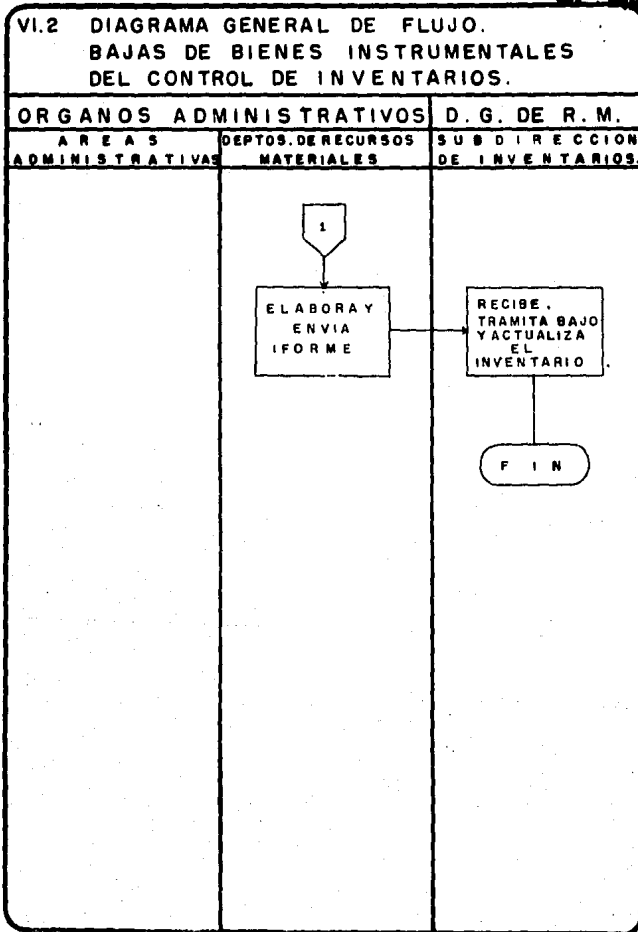 VI.2 DIAGRAMA GENERAL DE FLUJO.
BAJAS DE BIENES INSTRUMENTALES
DEL CONTROL DE INVENTARIOS.
ORGANOS ADMINISTRATIVOS
D. G. DE R. M.
AREAS
ADMINISTRATIVAS
DEPTOS. DE RECURSOS
MATERIALES
SUBDIRECCION
DE INVENTARIOS.
1
ELABORA Y
ENVIA
IFORME
RECIBE,
TRAMITA BAJO
Y ACTUALIZA
EL
INVENTARIO
FIN